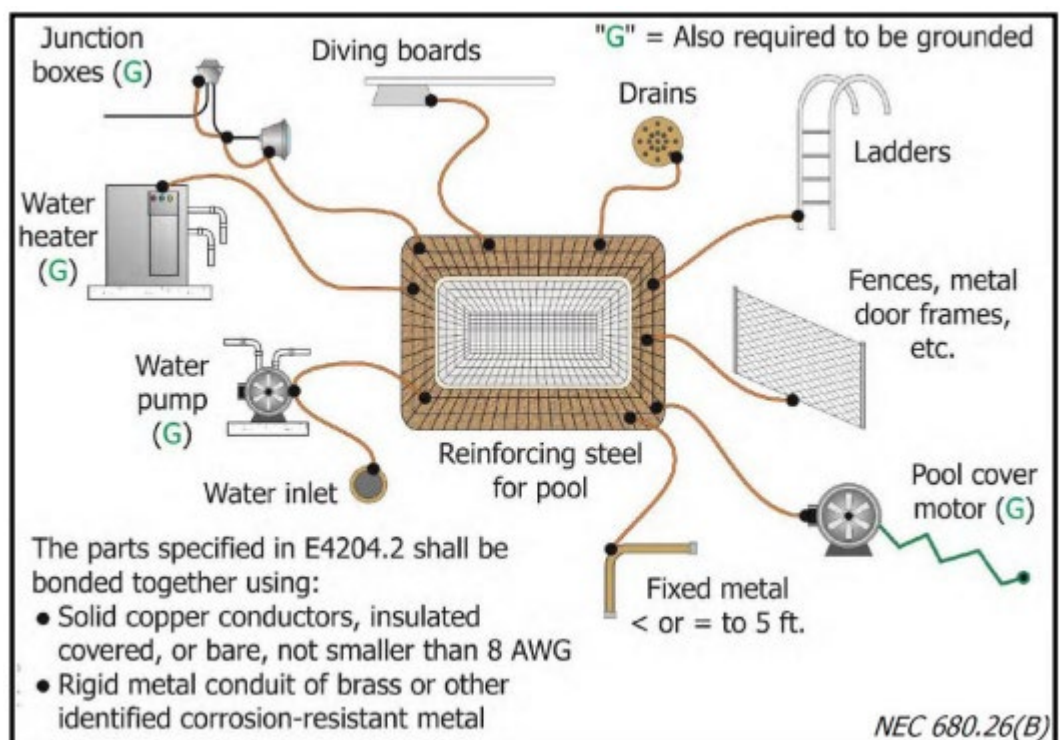 Junction
boxes (G)
Diving boards
"G" = Also required to be grounded
Drains
Ladders
Water
heater
(G)
Fences, metal
door frames,
etc.
Water
pump
(G)
Water inlet
Reinforcing steel
for pool
Pool cover
motor (G)
Fixed metal
< or = to 5 ft.
The parts specified in E4204.2 shall be
bonded together using:
• Solid copper conductors, insulated
covered, or bare, not smaller than 8 AWG
• Rigid metal conduit of brass or other
identified corrosion-resistant metal
NEC 680.26(B)